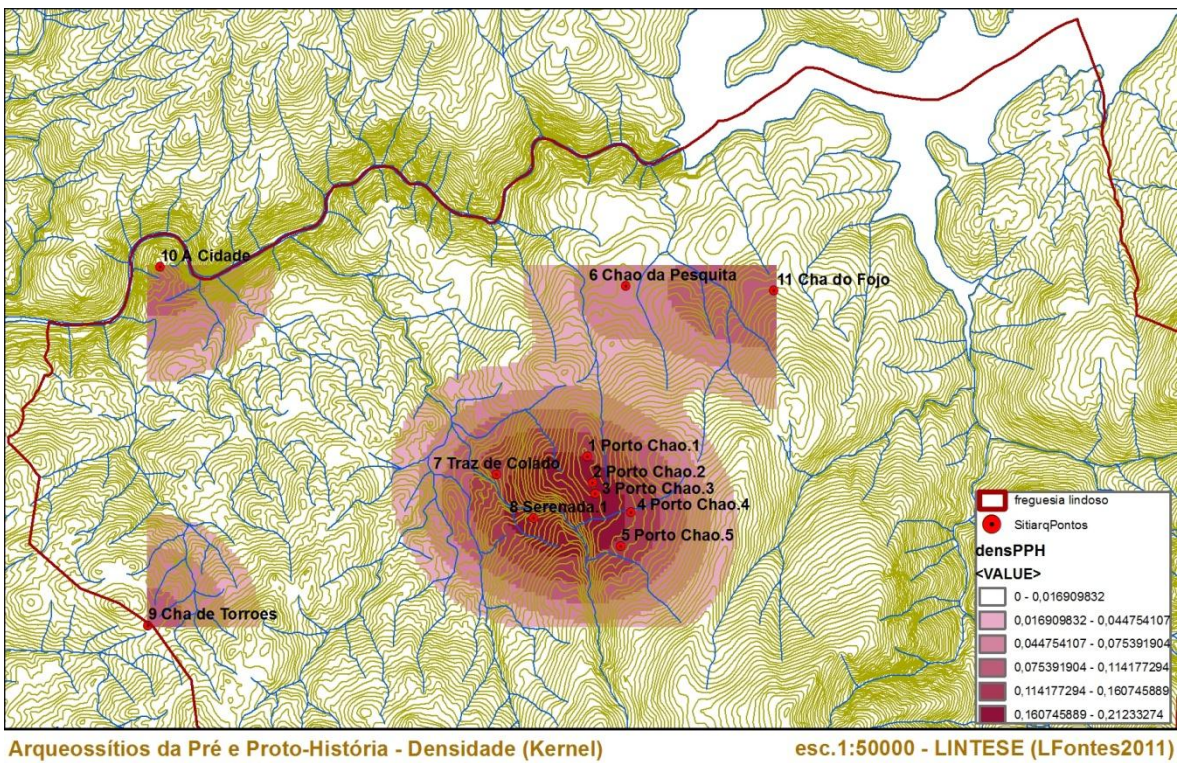 10 A Cidade
6 Chao da Pesquita
11 Cha do Fojo
1 Porto Chao.1
7 Traz de Colado
2 Porto Chao.2
3 Porto Chao.3
8 Serenada.1
4 Porto Chao.4
5 Porto Chao.5
9 Cha de Torroes
freguesia lindoso
SitiarqPontos
densPPH
<VALUE>
0 - 0,016909832
0,016909832 - 0,044754107
0,044754107 - 0,075391904
0,075391904 - 0,114177294
0,114177294 - 0,160745889
0,160745889 - 0,21233274
Arqueossítios da Pré e Proto-História - Densidade (Kernel)
esc.1:50000 - LINTESE (LFontes2011)